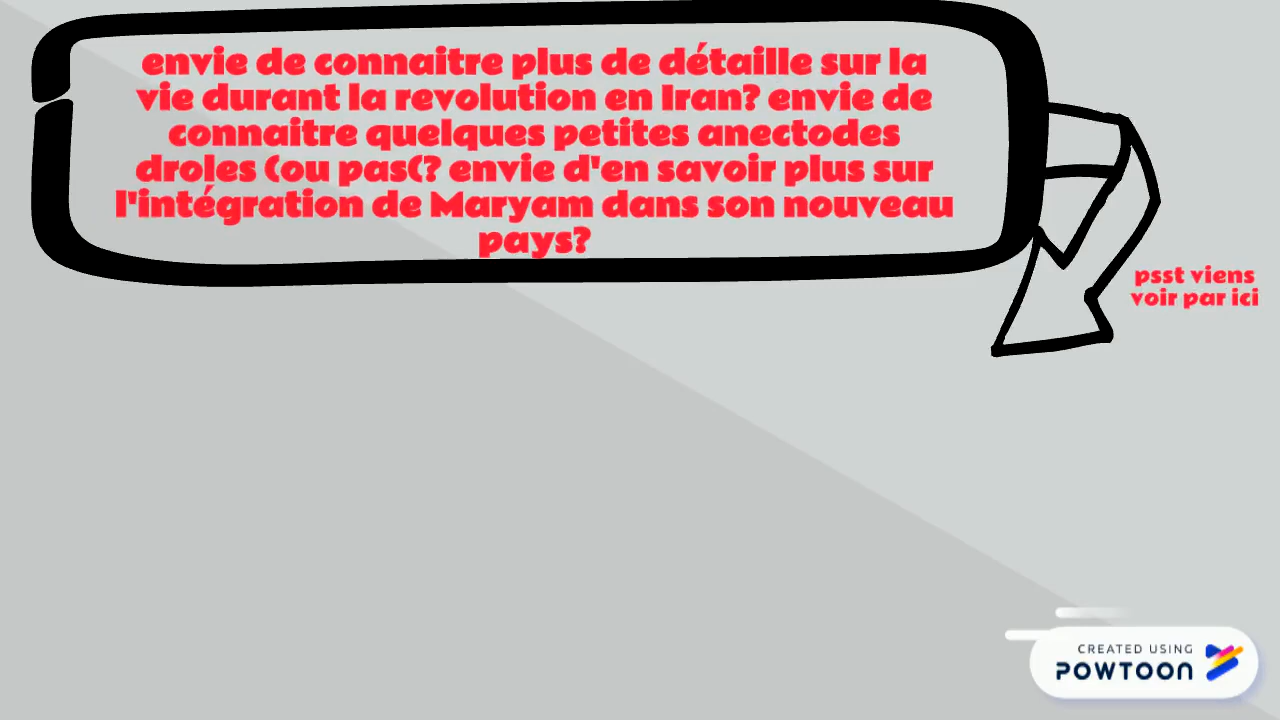 envie de connaitre plus de détaille sur la
vie durant la revolution en Iran? envie de
connaitre quelques petites anectodes
droles (ou pas(? envie d'en savoir plus sur
l'intégration de Maryam dans son nouveau
pays?
psst viens
voir par ici
CREATED USING
POWTOON